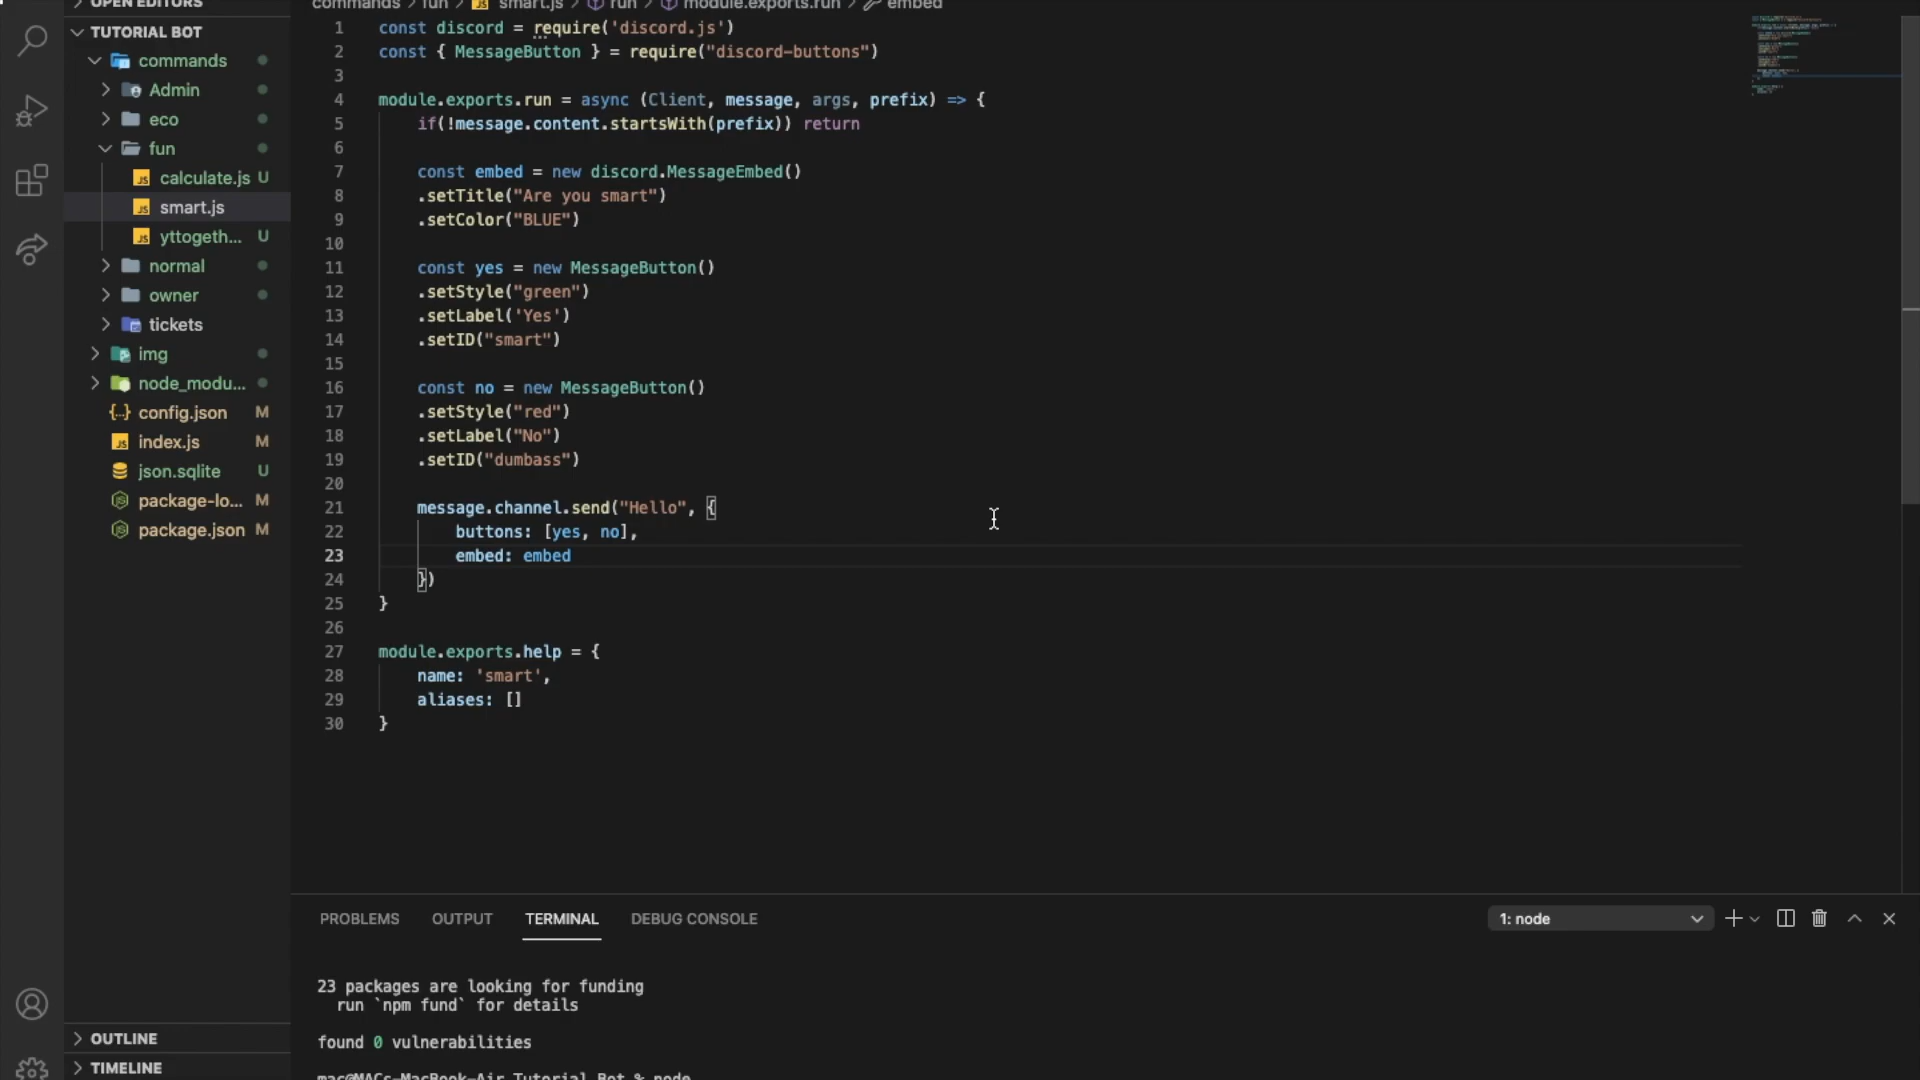 OPEN EDITORS
TUTORIAL BOT
commands
Admin
eco
fun
calculate.js U
smart.js
yttogeth... U
normal
owner
tickets
img
node_modu...
config.json M
index.js M
json.sqlite U
package-lo... M
package.json M
OUTLINE
TIMELINE
commands > fun > JS smart.js > run > module.exports.run > embed
1 const discord = require('discord.js')
2 const { MessageButton } = require("discord-buttons")
3
4 module.exports.run = async (Client, message, args, prefix) => {
5 if(!message.content.startsWith(prefix)) return
6
7 const embed = new discord.MessageEmbed()
8 .setTitle("Are you smart")
9 .setColor("BLUE")
10
11 const yes = new MessageButton()
12 .setStyle("green")
13 .setLabel('Yes')
14 .setID("smart")
15
16 const no = new MessageButton()
17 .setStyle("red")
18 .setLabel("No")
19 .setID("dumbass")
20
21 message.channel.send("Hello", {
22 buttons: [yes, no],
23 embed: embed
24 })
25 }
26
27 module.exports.help = {
28 name: 'smart',
29 aliases: []
30 }
PROBLEMS OUTPUT TERMINAL DEBUG CONSOLE 1: node
23 packages are looking for funding
run `npm fund` for details
found 0 vulnerabilities
mac@MACs-MacBook-Air Tutorial Bot % node